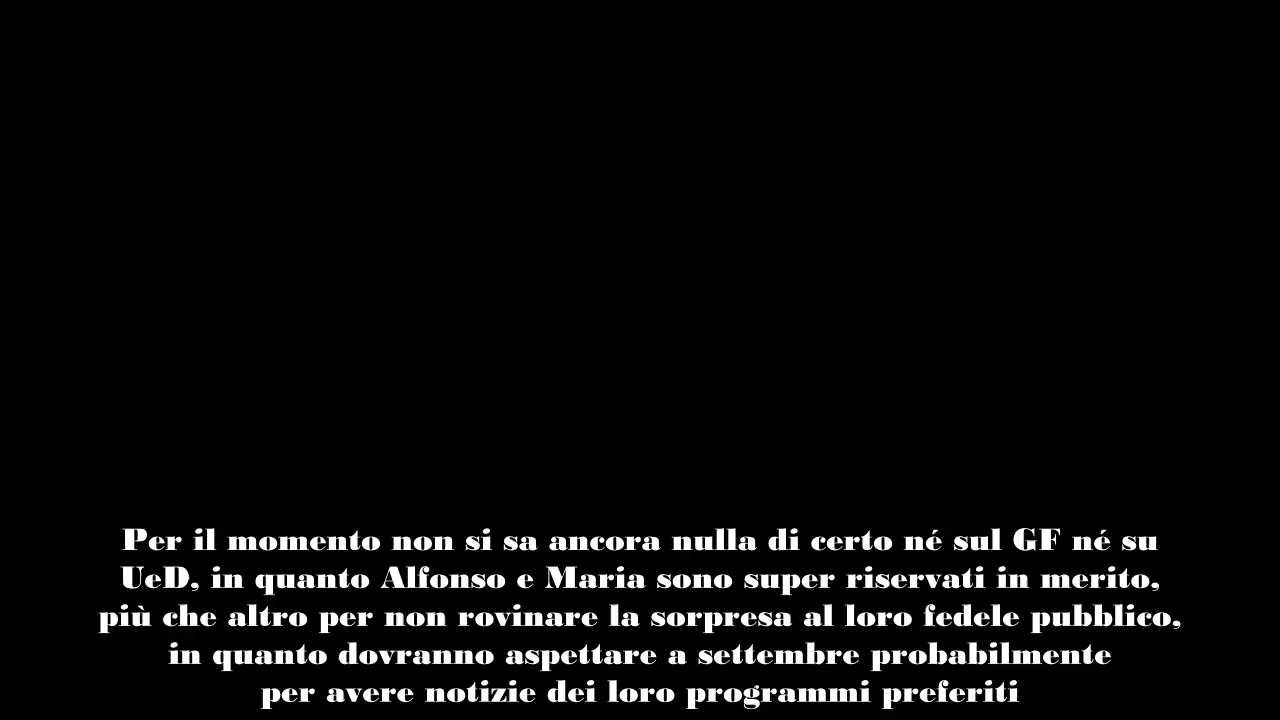 Per il momento non si sa ancora nulla di certo né sul GF né su
UeD, in quanto Alfonso e Maria sono super riservati in merito,
più che altro per non rovinare la sorpresa al loro fedele pubblico,
in quanto dovranno aspettare a settembre probabilmente
per avere notizie dei loro programmi preferiti